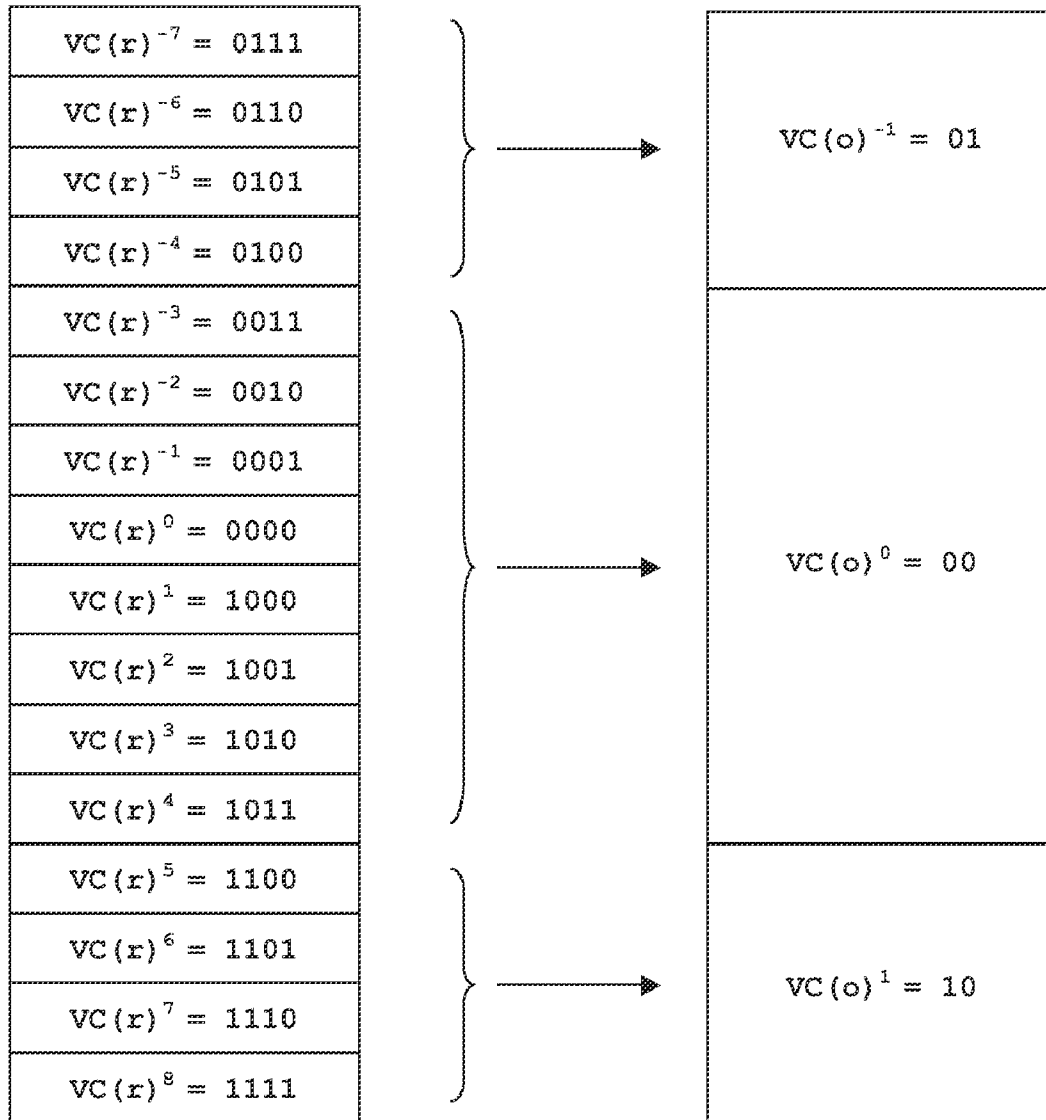 VC(r)⁻⁷ = 0111
VC(r)⁻⁶ = 0110
VC(r)⁻⁵ = 0101
VC(r)⁻⁴ = 0100
VC(r)⁻³ = 0011
VC(r)⁻² = 0010
VC(r)⁻¹ = 0001
VC(r)⁰ = 0000
VC(r)¹ = 1000
VC(r)² = 1001
VC(r)³ = 1010
VC(r)⁴ = 1011
VC(r)⁵ = 1100
VC(r)⁶ = 1101
VC(r)⁷ = 1110
VC(r)⁸ = 1111
VC(o)⁻¹ = 01
VC(o)⁰ = 00
VC(o)¹ = 10